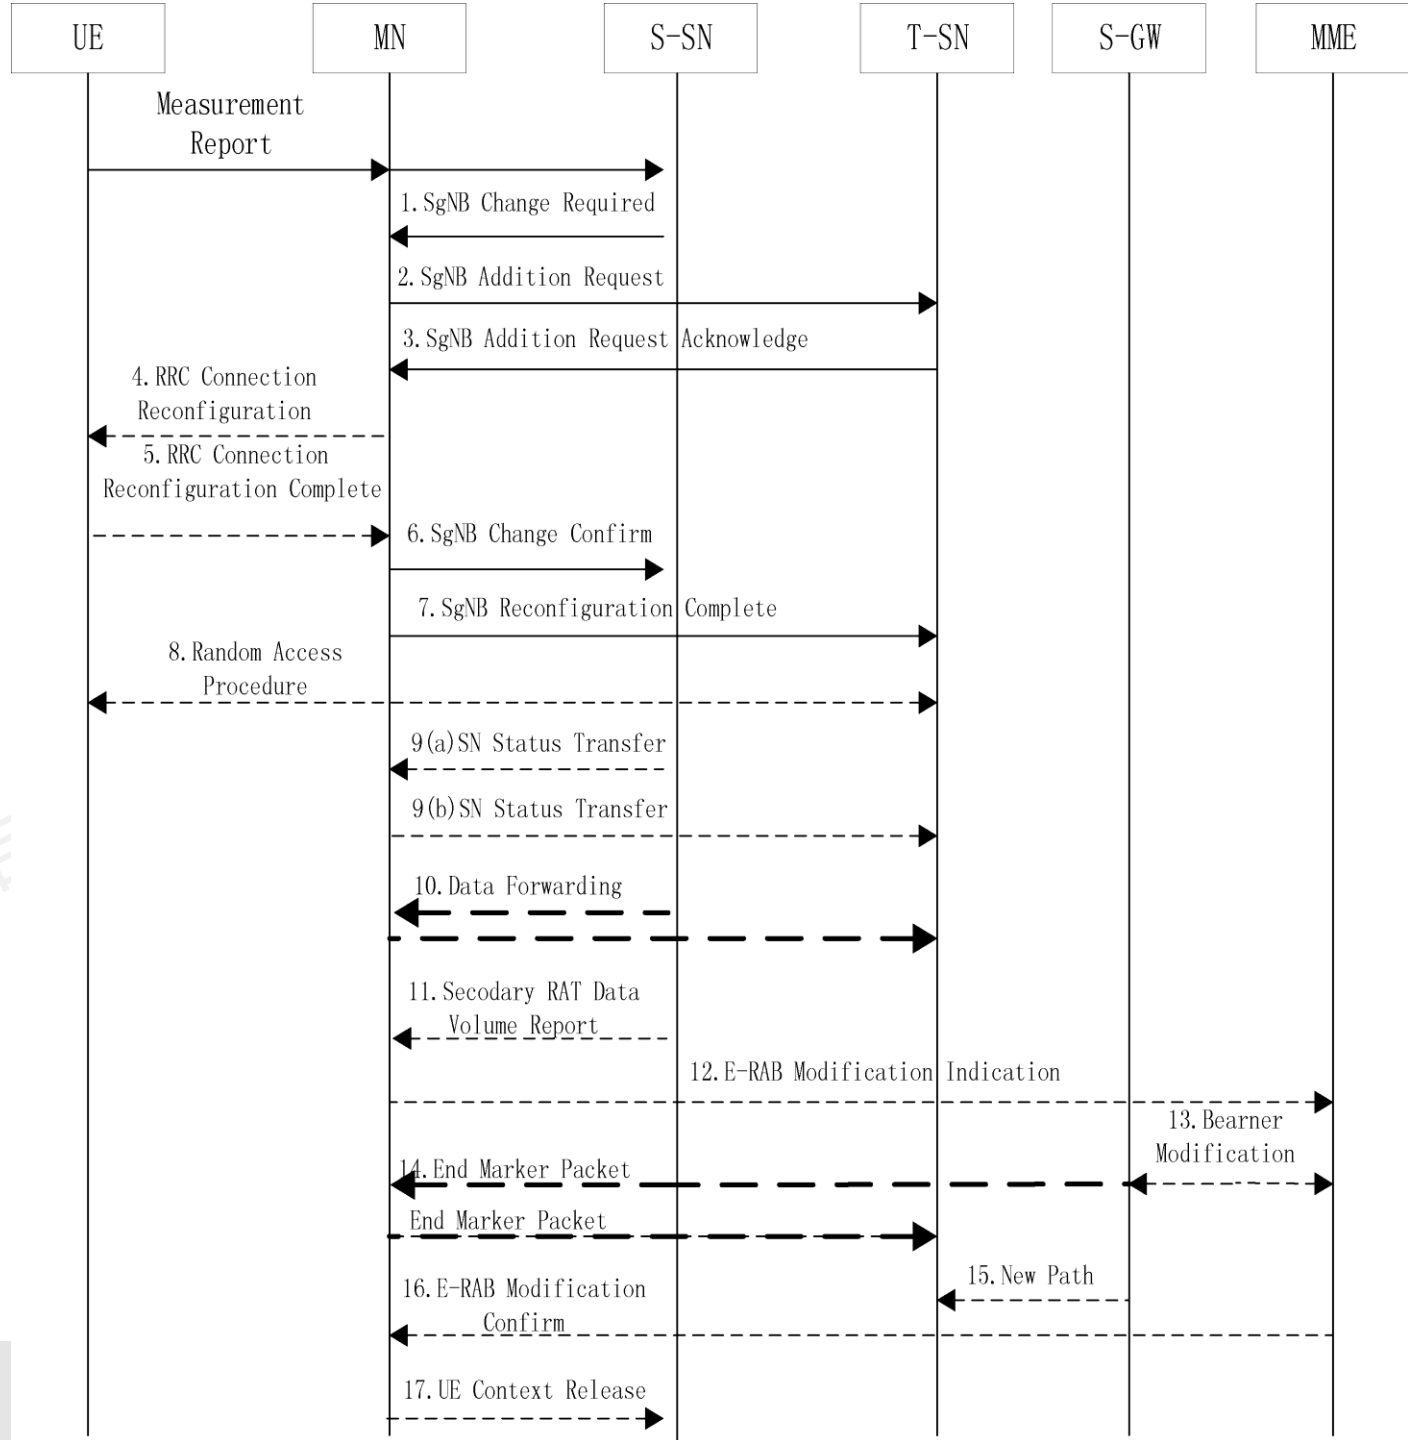 UE MN S-SN T-SN S-GW MME
Measurement
Report
1.SgNB Change Required
2.SgNB Addition Request
3.SgNB Addition Request Acknowledge
4.RRC Connection
Reconfiguration
5.RRC Connection
Reconfiguration Complete
6.SgNB Change Confirm
7.SgNB Reconfiguration Complete
8.Random Access
Procedure
9(a)SN Status Transfer
9(b)SN Status Transfer
10.Data Forwarding
11.Secodary RAT Data
Volume Report
12.E-RAB Modification Indication
13.Bearner
Modification
14.End Marker Packet
End Marker Packet
15.New Path
16.E-RAB Modification
Confirm
17.UE Context Release